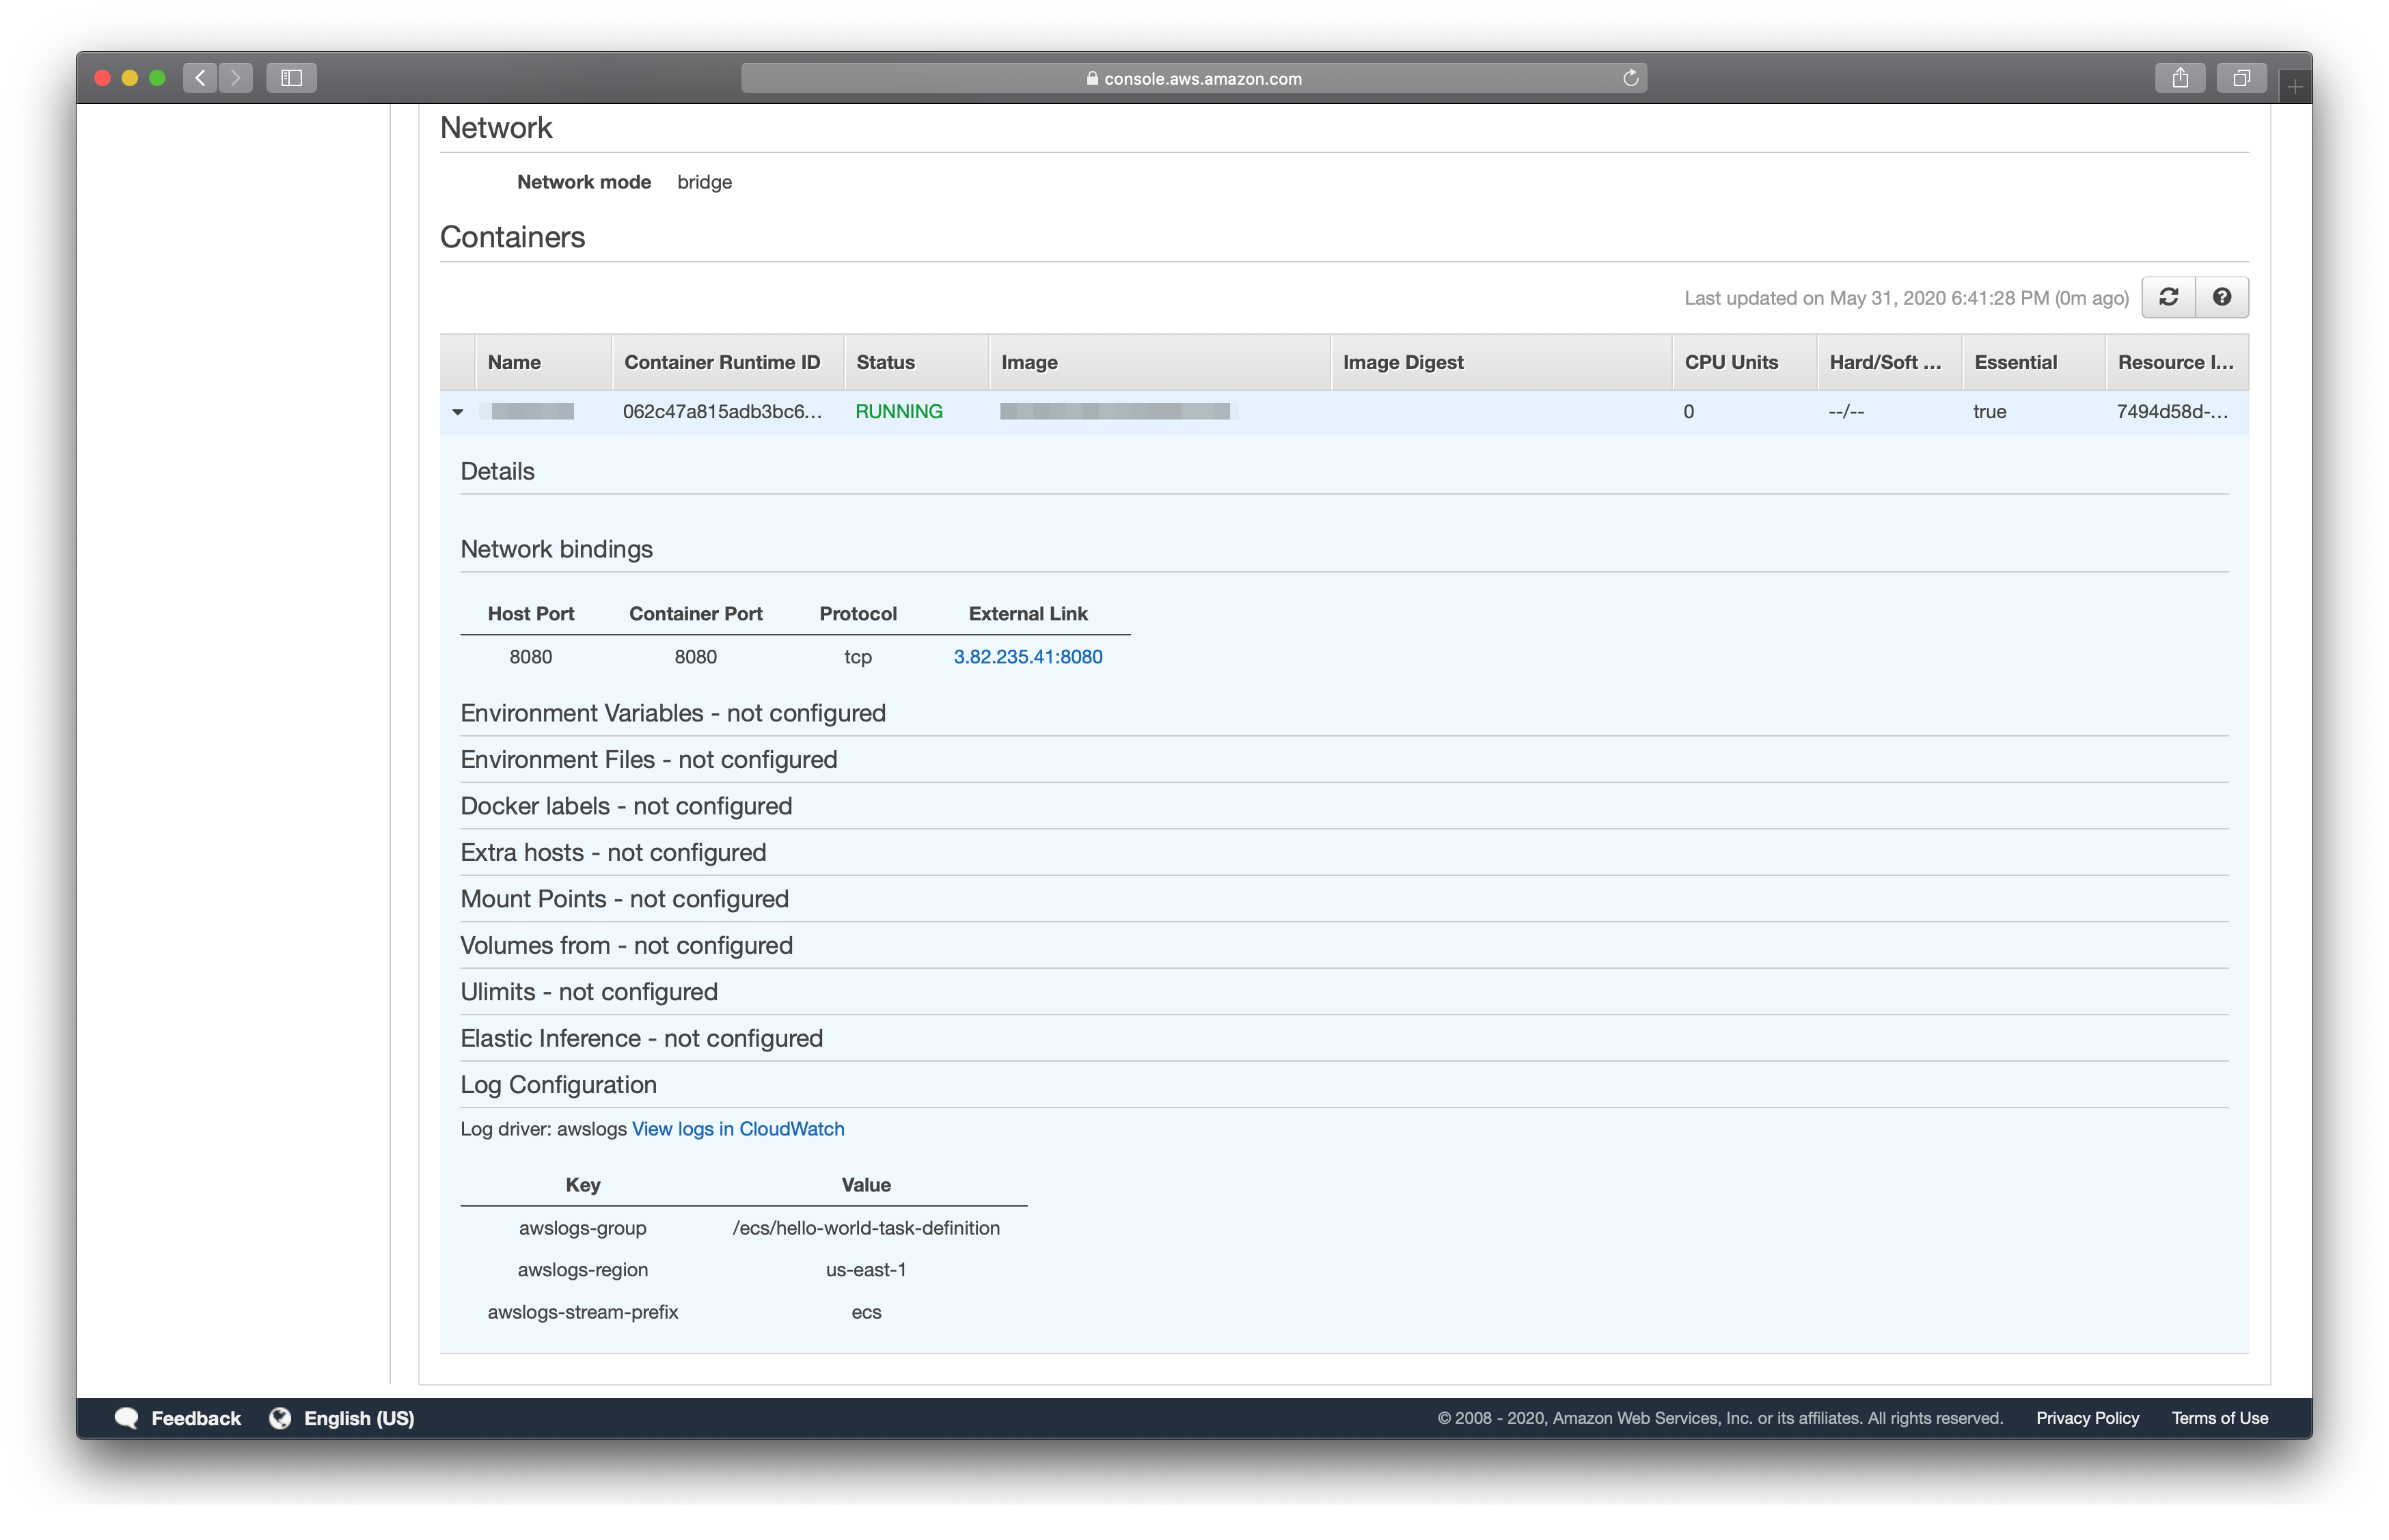 console.aws.amazon.com
Network
Network mode bridge
Containers
Last updated on May 31, 2020 6:41:28 PM (0m ago)
Name Container Runtime ID Status Image Image Digest CPU Units Hard/Soft ... Essential Resource I...
062c47a815adb3bc6... RUNNING 0 --/-- true 7494d58d-...
Details
Network bindings
Host Port Container Port Protocol External Link
8080 8080 tcp 3.82.235.41:8080
Environment Variables - not configured
Environment Files - not configured
Docker labels - not configured
Extra hosts - not configured
Mount Points - not configured
Volumes from - not configured
Ulimits - not configured
Elastic Inference - not configured
Log Configuration
Log driver: awslogs View logs in CloudWatch
Key Value
awslogs-group /ecs/hello-world-task-definition
awslogs-region us-east-1
awslogs-stream-prefix ecs
Feedback English (US) © 2008 - 2020, Amazon Web Services, Inc. or its affiliates. All rights reserved. Privacy Policy Terms of Use